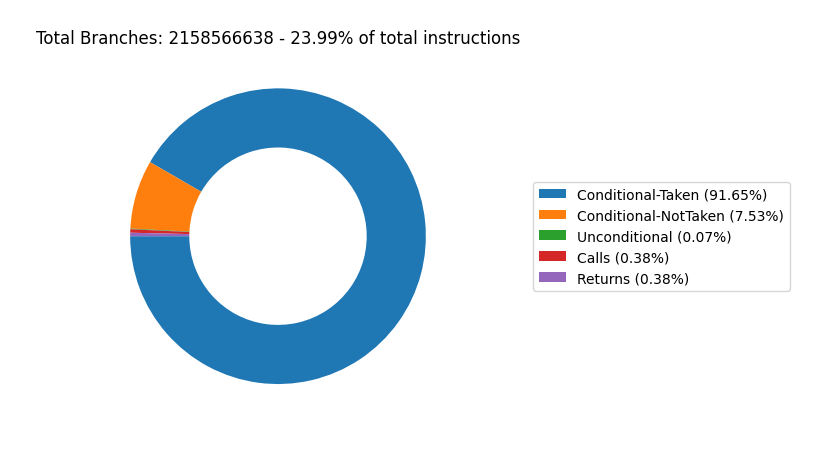 Total Branches: 2158566638 - 23.99% of total instructions
Conditional-Taken (91.65%)
Conditional-NotTaken (7.53%)
Unconditional (0.07%)
Calls (0.38%)
Returns (0.38%)